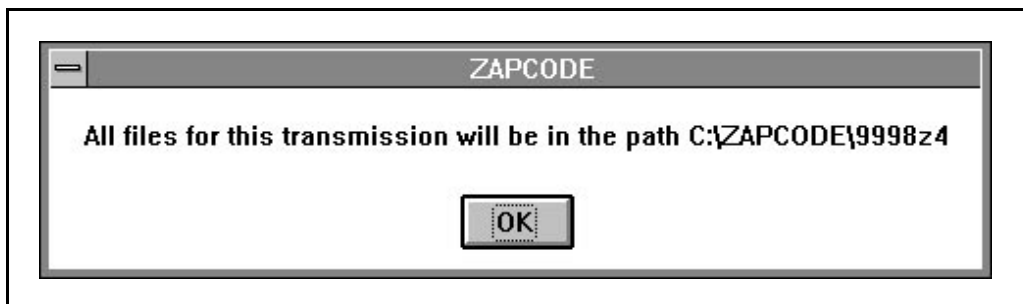 ZAPCODE
All files for this transmission will be in the path C:\ZAPCODE\9998z4
OK